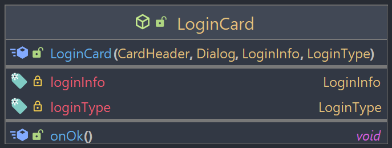 LoginCard
LoginCard(CardHeader, Dialog, LoginInfo, LoginType)
loginInfo LoginInfo
loginType LoginType
onOk() void